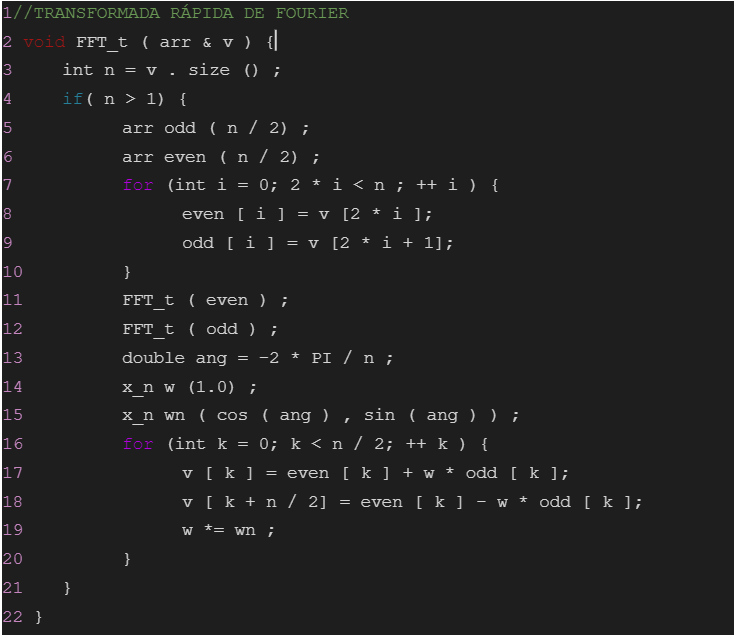 1//TRANSFORMADA RÁPIDA DE FOURIER
2 void FFT_t ( arr & v ) {
3 int n = v . size () ;
4 if( n > 1) {
5 arr odd ( n / 2) ;
6 arr even ( n / 2) ;
7 for (int i = 0; 2 * i < n ; ++ i ) {
8 even [ i ] = v [2 * i ];
9 odd [ i ] = v [2 * i + 1];
10 }
11 FFT_t ( even ) ;
12 FFT_t ( odd ) ;
13 double ang = -2 * PI / n ;
14 x_n w (1.0) ;
15 x_n wn ( cos ( ang ) , sin ( ang ) ) ;
16 for (int k = 0; k < n / 2; ++ k ) {
17 v [ k ] = even [ k ] + w * odd [ k ];
18 v [ k + n / 2] = even [ k ] - w * odd [ k ];
19 w *= wn ;
20 }
21 }
22 }